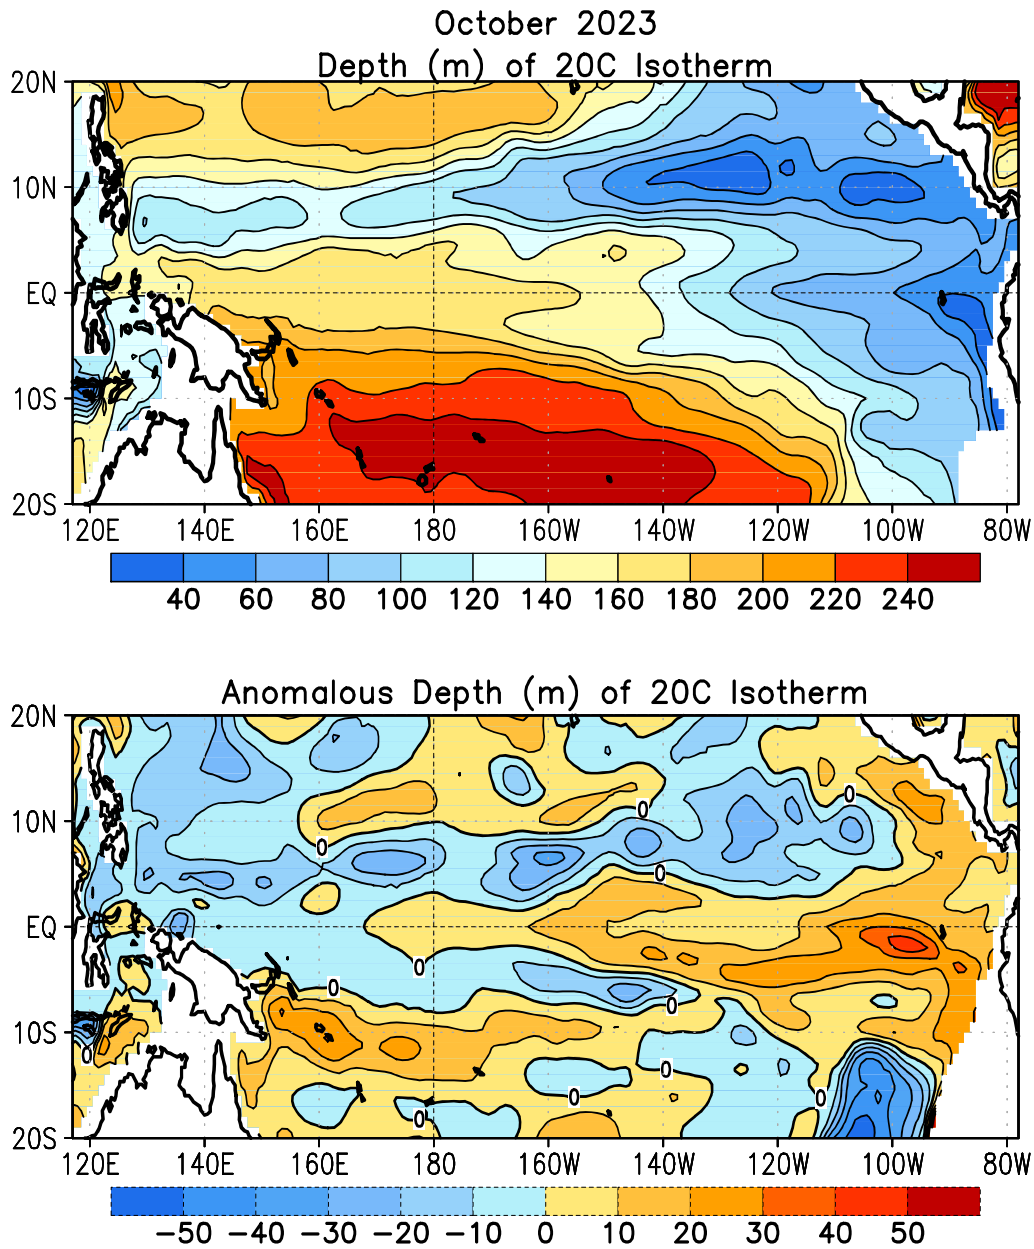 October 2023
Depth (m) of 20C Isotherm
20N
10N
EQ
10S
20S
120E 140E 160E 180 160W 140W 120W 100W 80W
40 60 80 100 120 140 160 180 200 220 240
Anomalous Depth (m) of 20C Isotherm
20N
0 0
10N
0
0
EQ
0
0
0
10S
0
0
0 0
0
20S
120E 140E 160E 180 160W 140W 120W 100W 80W
−50 −40 −30 −20 −10 0 10 20 30 40 50